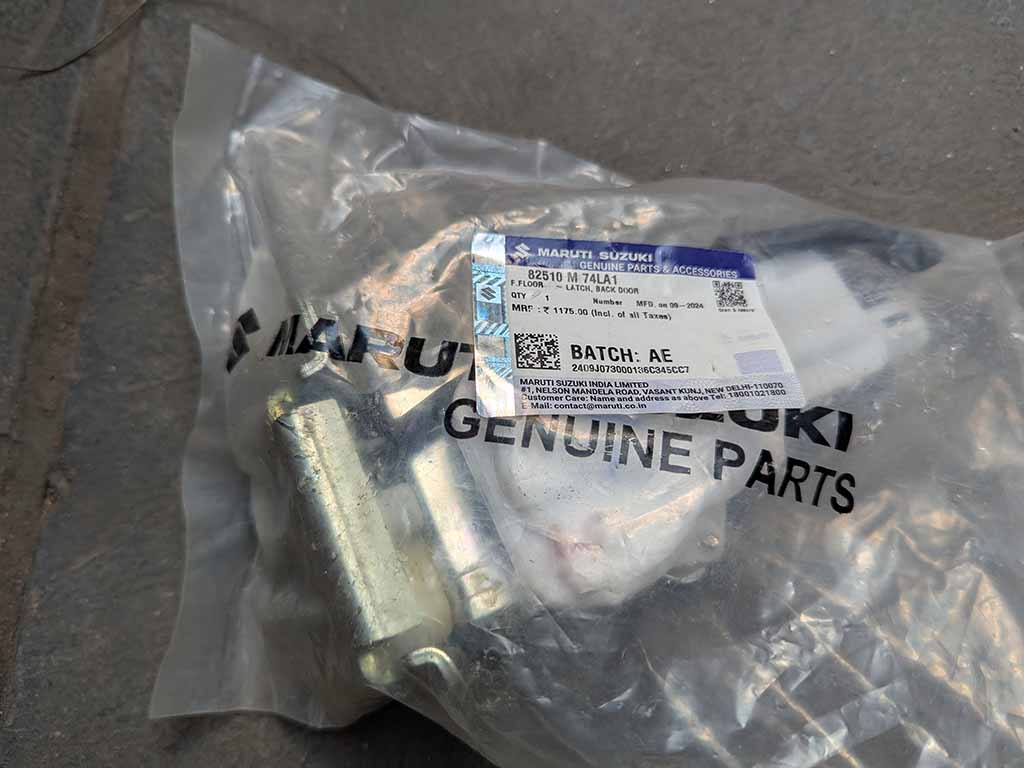 MARUTI SUZUKI
GENUINE PARTS & ACCESSORIES
82510 M 74LA1
F.FLOOR - LATCH, BACK DOOR
QTY 1 Number MFD. on 09-2024
MRP : ₹ 1175.00 (Incl. of all Taxes)
BATCH: AE
MARUTI SUZUKI INDIA LIMITED
#1, NELSON MANDELA ROAD, VASANT KUNJ, NEW DELHI-110070
Customer Care: Name and address as above Tel: 18001021800
E-Mail: contact@maruti.co.in
MARUTI SUZUKI
GENUINE PARTS